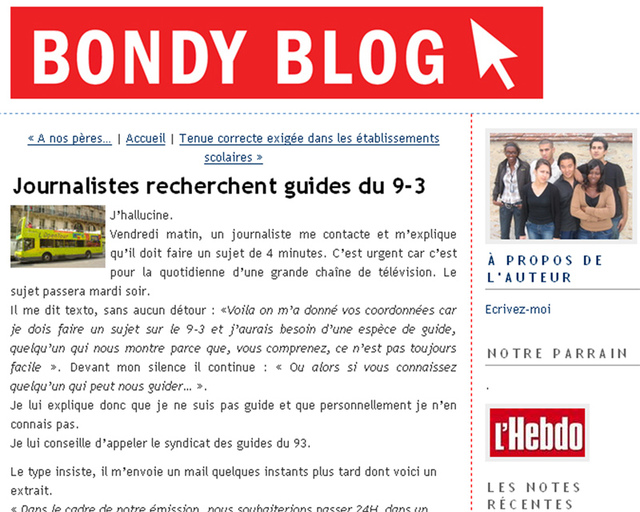 BONDY BLOG
« A nos pères... | Accueil | Tenue correcte exigée dans les établissements
scolaires »
Journalistes recherchent guides du 9-3
J’hallucine.
Vendredi matin, un journaliste me contacte et m’explique
qu’il doit faire un sujet de 4 minutes. C’est urgent car c’est
pour la quotidienne d’une grande chaîne de télévision. Le
sujet passera mardi soir.
Il me dit texto, sans aucun détour : «Voila on m’a donné vos coordonnées car
je dois faire un sujet sur le 9-3 et j’aurais besoin d’une espèce de guide,
quelqu’un qui nous montre parce que, vous comprenez, ce n’est pas toujours
facile ». Devant mon silence il continue : « Ou alors si vous connaissez
quelqu’un qui peut nous guider... ».
Je lui explique donc que je ne suis pas guide et que personnellement je n’en
connais pas.
Je lui conseille d’appeler le syndicat des guides du 93.
Le type insiste, il m’envoie un mail quelques instants plus tard dont voici un
extrait.
« Dans le cadre de notre émission, nous souhaiterions passer 24H, dans un
À PROPOS DE
L'AUTEUR
Ecrivez-moi
NOTRE PARRAIN
.
l'Hebdo
LES NOTES
RÉCENTES